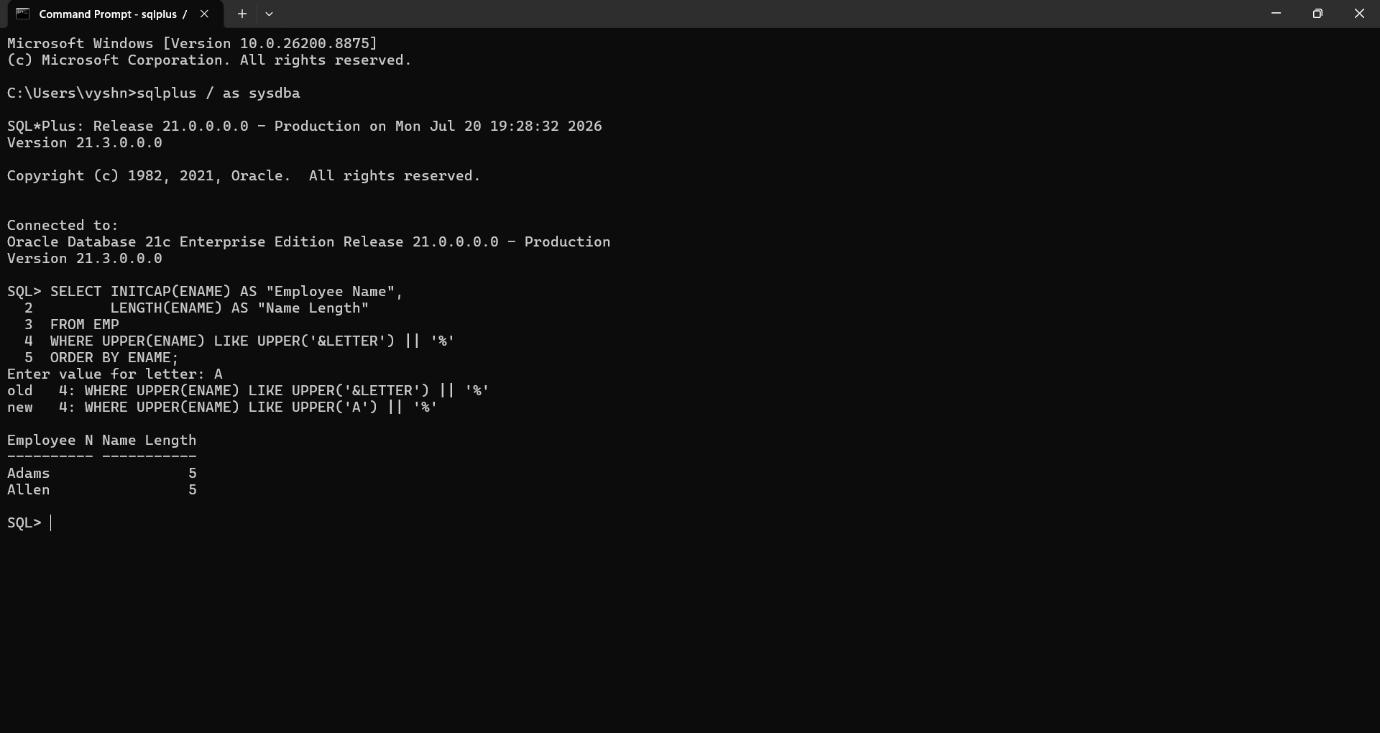 Command Prompt - sqlplus /
Microsoft Windows [Version 10.0.26200.8875]
(c) Microsoft Corporation. All rights reserved.
C:\Users\vyshn>sqlplus / as sysdba
SQL*Plus: Release 21.0.0.0.0 - Production on Mon Jul 20 19:28:32 2026
Version 21.3.0.0.0
Copyright (c) 1982, 2021, Oracle.  All rights reserved.
Connected to:
Oracle Database 21c Enterprise Edition Release 21.0.0.0.0 - Production
Version 21.3.0.0.0
SQL> SELECT INITCAP(ENAME) AS "Employee Name",
  2         LENGTH(ENAME) AS "Name Length"
  3  FROM EMP
  4  WHERE UPPER(ENAME) LIKE UPPER('&LETTER') || '%'
  5  ORDER BY ENAME;
Enter value for letter: A
old   4: WHERE UPPER(ENAME) LIKE UPPER('&LETTER') || '%'
new   4: WHERE UPPER(ENAME) LIKE UPPER('A') || '%'
Employee N Name Length
---------- -----------
Adams                5
Allen                5
SQL>